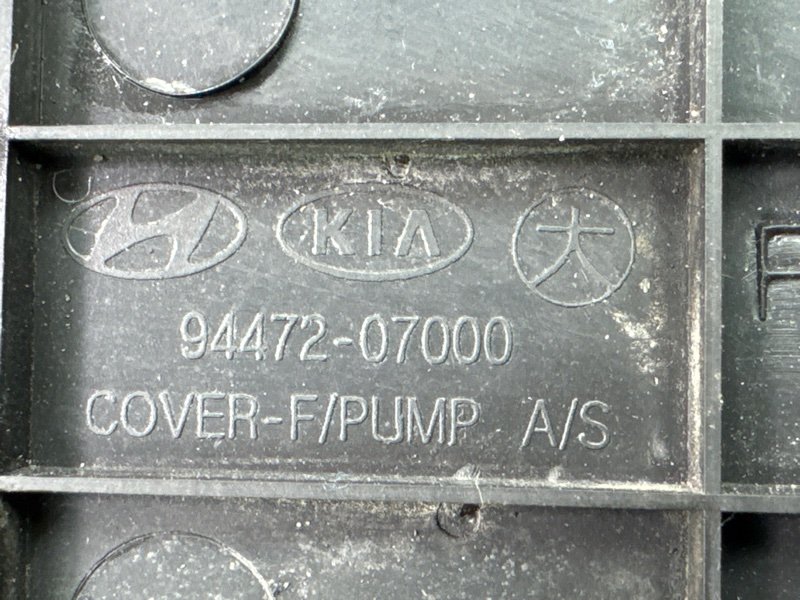 KIA 大
94472-07000
COVER-F/PUMP A/S